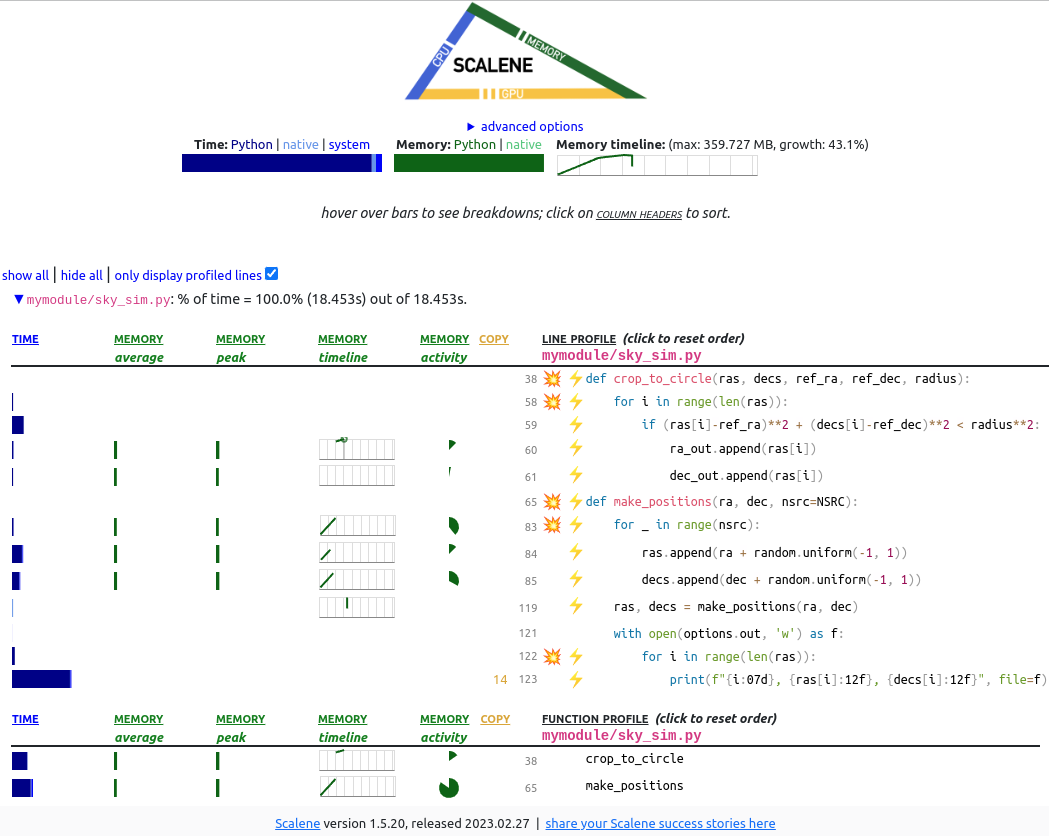 CPU
MEMORY
SCALENE
GPU
▶ advanced options
Time: Python | native | system Memory: Python | native Memory timeline: (max: 359.727 MB, growth: 43.1%)
hover over bars to see breakdowns; click on COLUMN HEADERS to sort.
show all | hide all | only display profiled lines
▼mymodule/sky_sim.py: % of time = 100.0% (18.453s) out of 18.453s.
TIME MEMORY MEMORY MEMORY MEMORY COPY LINE PROFILE (click to reset order)
average peak timeline activity mymodule/sky_sim.py
38 💥 ⚡def crop_to_circle(ras, decs, ref_ra, ref_dec, radius):
58 💥 ⚡ for i in range(len(ras)):
59 ⚡ if (ras[i]-ref_ra)**2 + (decs[i]-ref_dec)**2 < radius**2:
60 ⚡ ra_out.append(ras[i])
61 ⚡ dec_out.append(ras[i])
65 💥 ⚡def make_positions(ra, dec, nsrc=NSRC):
83 💥 ⚡ for _ in range(nsrc):
84 ⚡ ras.append(ra + random.uniform(-1, 1))
85 ⚡ decs.append(dec + random.uniform(-1, 1))
119 ⚡ ras, decs = make_positions(ra, dec)
121 with open(options.out, 'w') as f:
122 💥 ⚡ for i in range(len(ras)):
14 123 ⚡ print(f"{i:07d}, {ras[i]:12f}, {decs[i]:12f}", file=f)
TIME MEMORY MEMORY MEMORY MEMORY COPY FUNCTION PROFILE (click to reset order)
average peak timeline activity mymodule/sky_sim.py
38 crop_to_circle
65 make_positions
Scalene version 1.5.20, released 2023.02.27 | share your Scalene success stories here